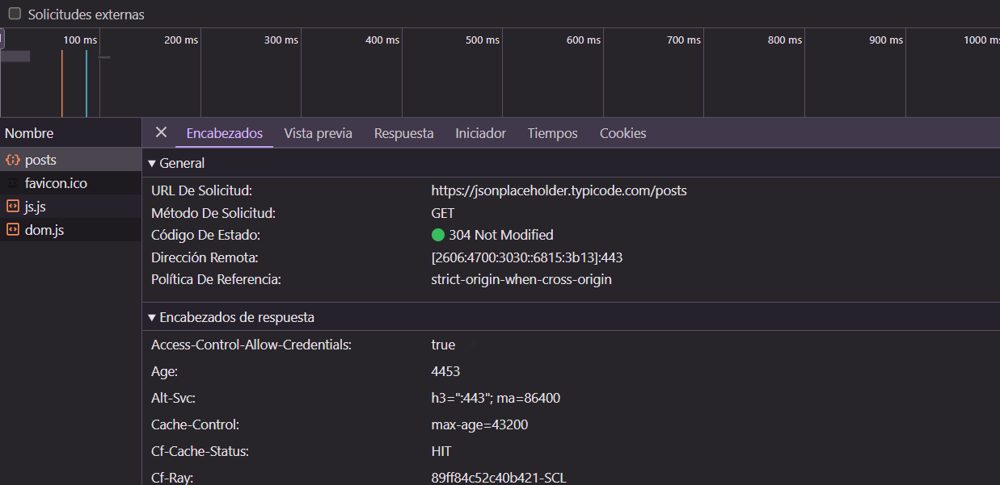 Solicitudes externas
100 ms 200 ms 300 ms 400 ms 500 ms 600 ms 700 ms 800 ms 900 ms 1000 ms
Nombre
Encabezados Vista previa Respuesta Iniciador Tiempos Cookies
posts
favicon.ico
js.js
dom.js
General
URL De Solicitud: https://jsonplaceholder.typicode.com/posts
Método De Solicitud: GET
Código De Estado: 304 Not Modified
Dirección Remota: [2606:4700:3030::6815:3b13]:443
Política De Referencia: strict-origin-when-cross-origin
Encabezados de respuesta
Access-Control-Allow-Credentials: true
Age: 4453
Alt-Svc: h3=":443"; ma=86400
Cache-Control: max-age=43200
Cf-Cache-Status: HIT
Cf-Ray: 89ff84c52c40b421-SCL